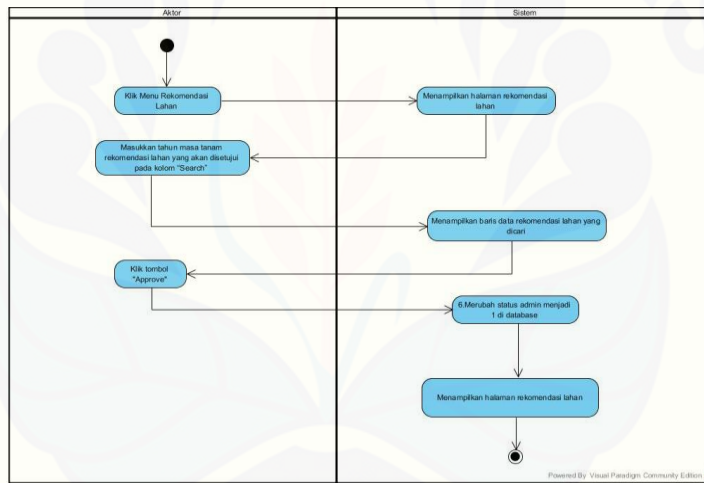 Aktor
Sistem
Klik Menu Rekomendasi
Lahan
Menampilkan halaman rekomendasi
lahan
Masukkan tahun masa tanam
rekomendasi lahan yang akan disetujui
pada kolom "Search"
Menampilkan baris data rekomendasi lahan yang
dicari
Klik tombol
"Approve"
6.Merubah status admin menjadi
1 di database
Menampilkan halaman rekomendasi lahan
Powered By Visual Paradigm Community Edition